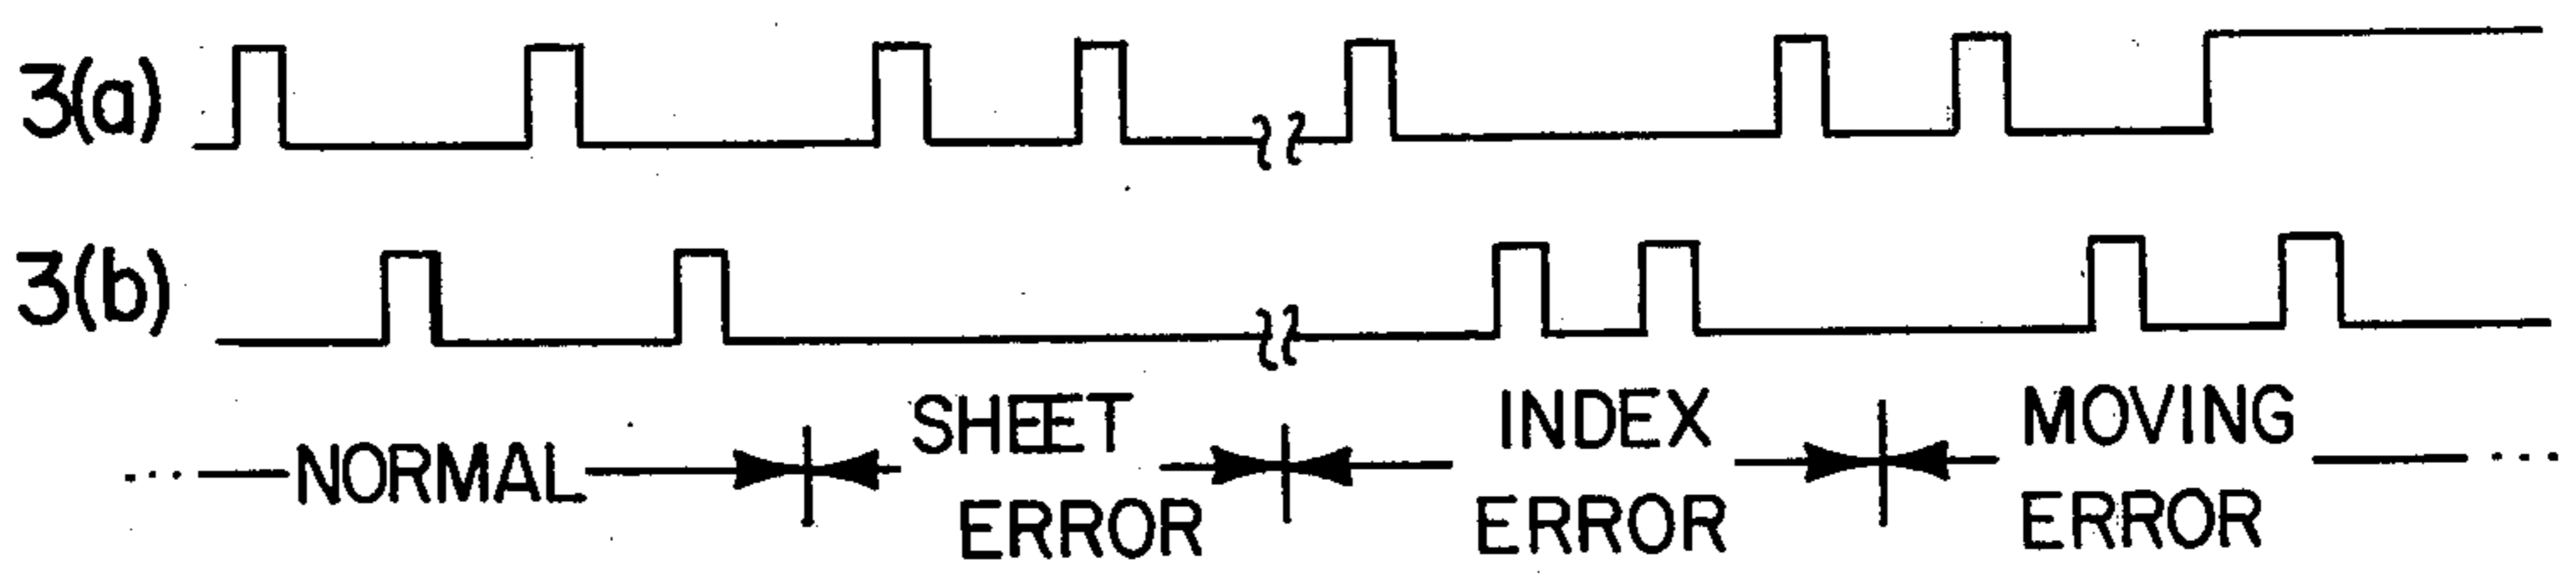 3(a)
3(b)
NORMAL
SHEET
ERROR
INDEX
ERROR
MOVING
ERROR